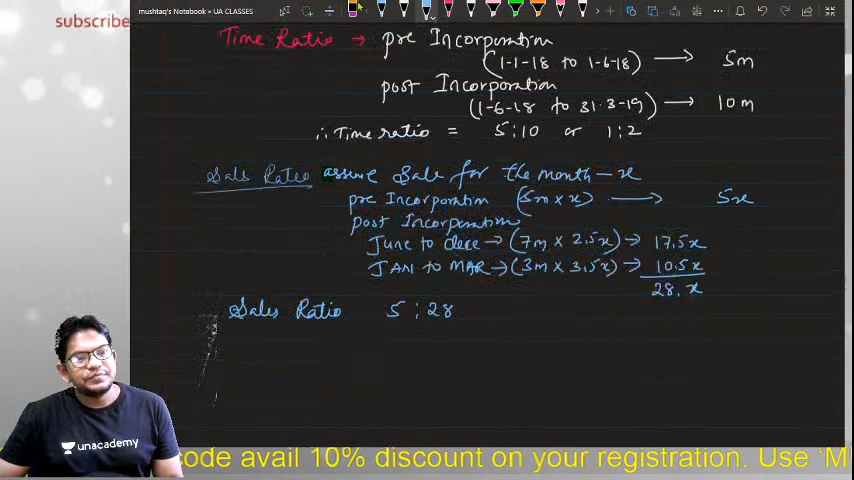 mushtaq's Notebook » UA CLASSES
subscribe
Time Ratio → pre Incorporation
(1-1-18 to 1-6-18) → 5m
post Incorporation
(1-6-18 to 31.3-19) → 10m
∴ Time ratio = 5:10 or 1:2
Sals Ratio assume Sale for the month - x
pre Incorporation (5m × x) → 5x
post Incorporation
June to dece → (7m × 2.5x) → 17.5x
JAN to MAR → (3m × 3.5x) → 10.5x
28.x
Sales Ratio 5:28
unacademy
code avail 10% discount on your registration. Use 'M